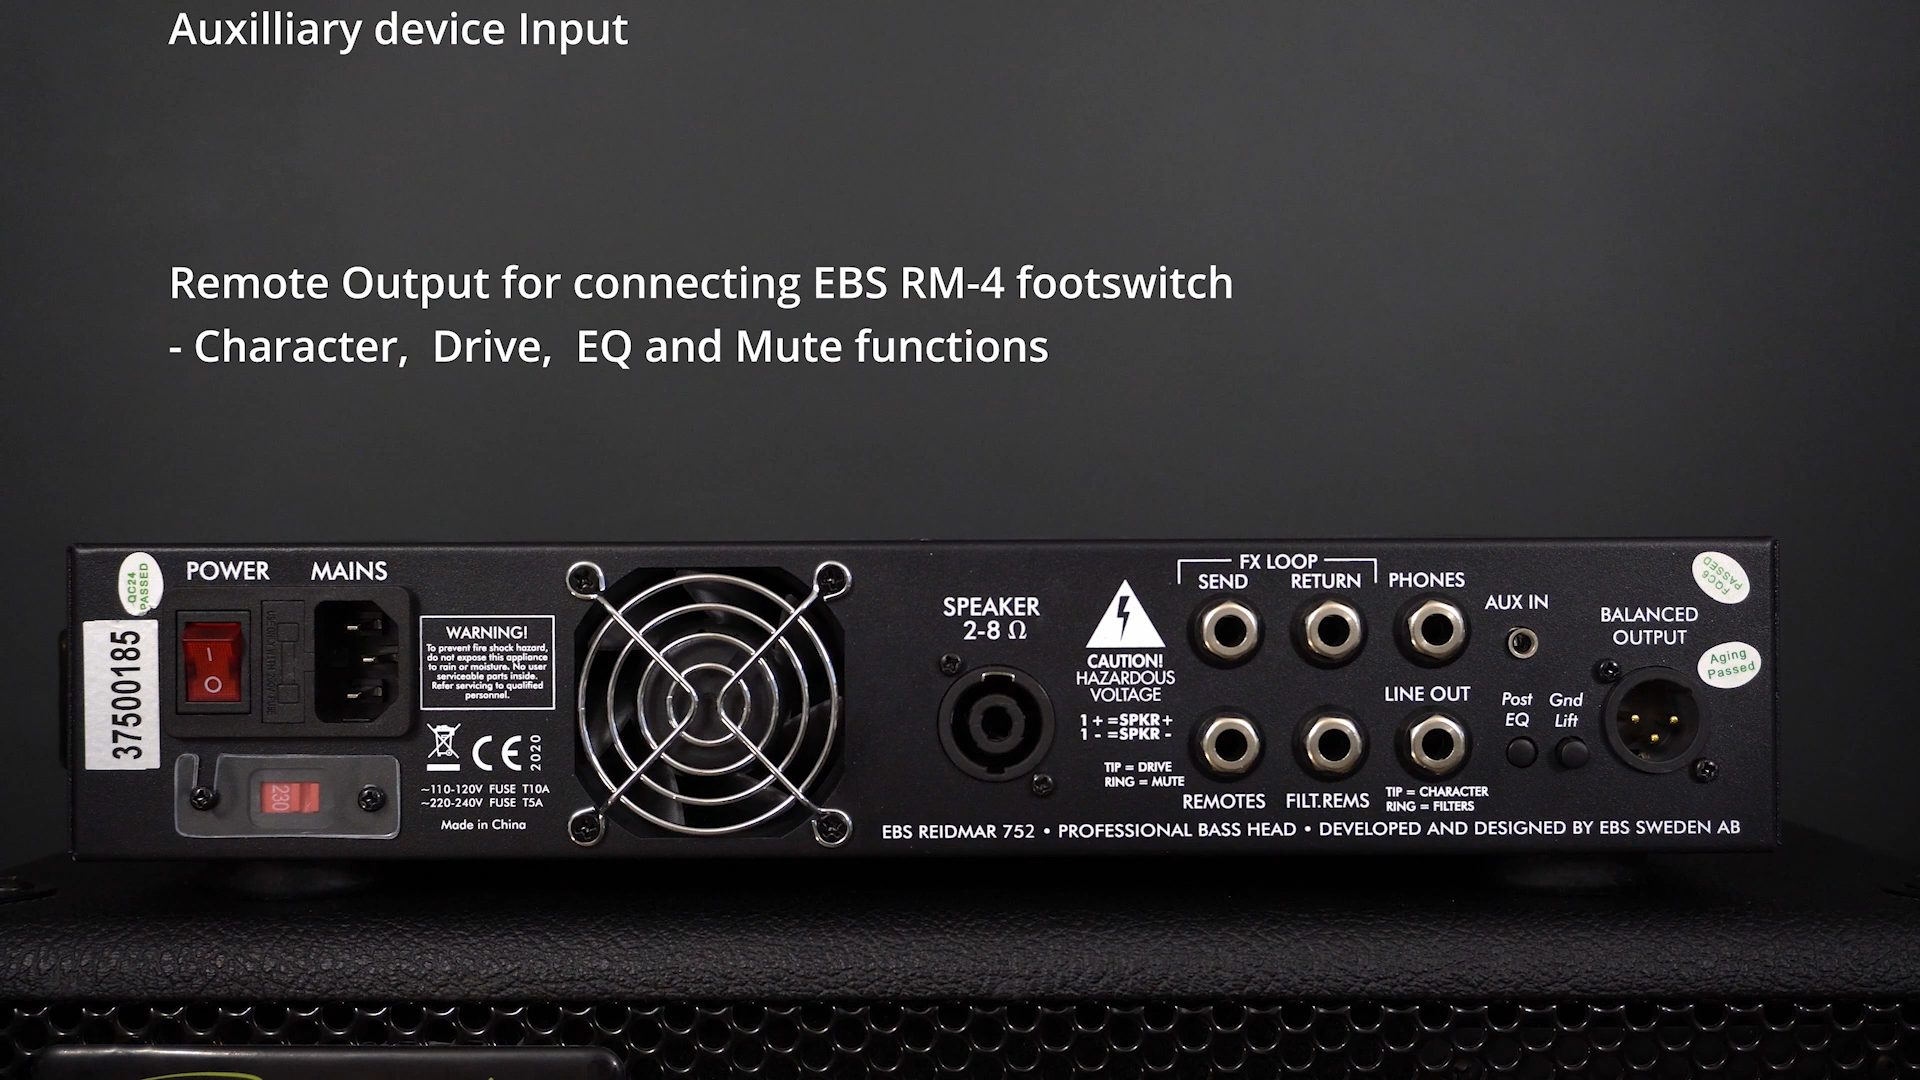 Auxilliary device Input
Remote Output for connecting EBS RM-4 footswitch
- Character, Drive, EQ and Mute functions
QC24
PASSED
POWER
MAINS
375001185
I
O
WARNING!
To prevent fire shock hazard,
do not expose this appliance
to rain or moisture. No user
serviceable parts inside.
Refer servicing to qualified
personnel.
CE
2020
230
~110-120V FUSE T10A
~220-240V FUSE T5A
Made in China
SPEAKER
2-8 Ω
CAUTION!
HAZARDOUS
VOLTAGE
1 + =SPKR +
1 - =SPKR -
TIP = DRIVE
RING = MUTE
FX LOOP
SEND
RETURN
PHONES
AUX IN
LINE OUT
REMOTES
FILT.REMS
TIP = CHARACTER
RING = FILTERS
Post
EQ
Gnd
Lift
BALANCED
OUTPUT
PASSED
Aging
Passed
EBS REIDMAR 752 • PROFESSIONAL BASS HEAD • DEVELOPED AND DESIGNED BY EBS SWEDEN AB